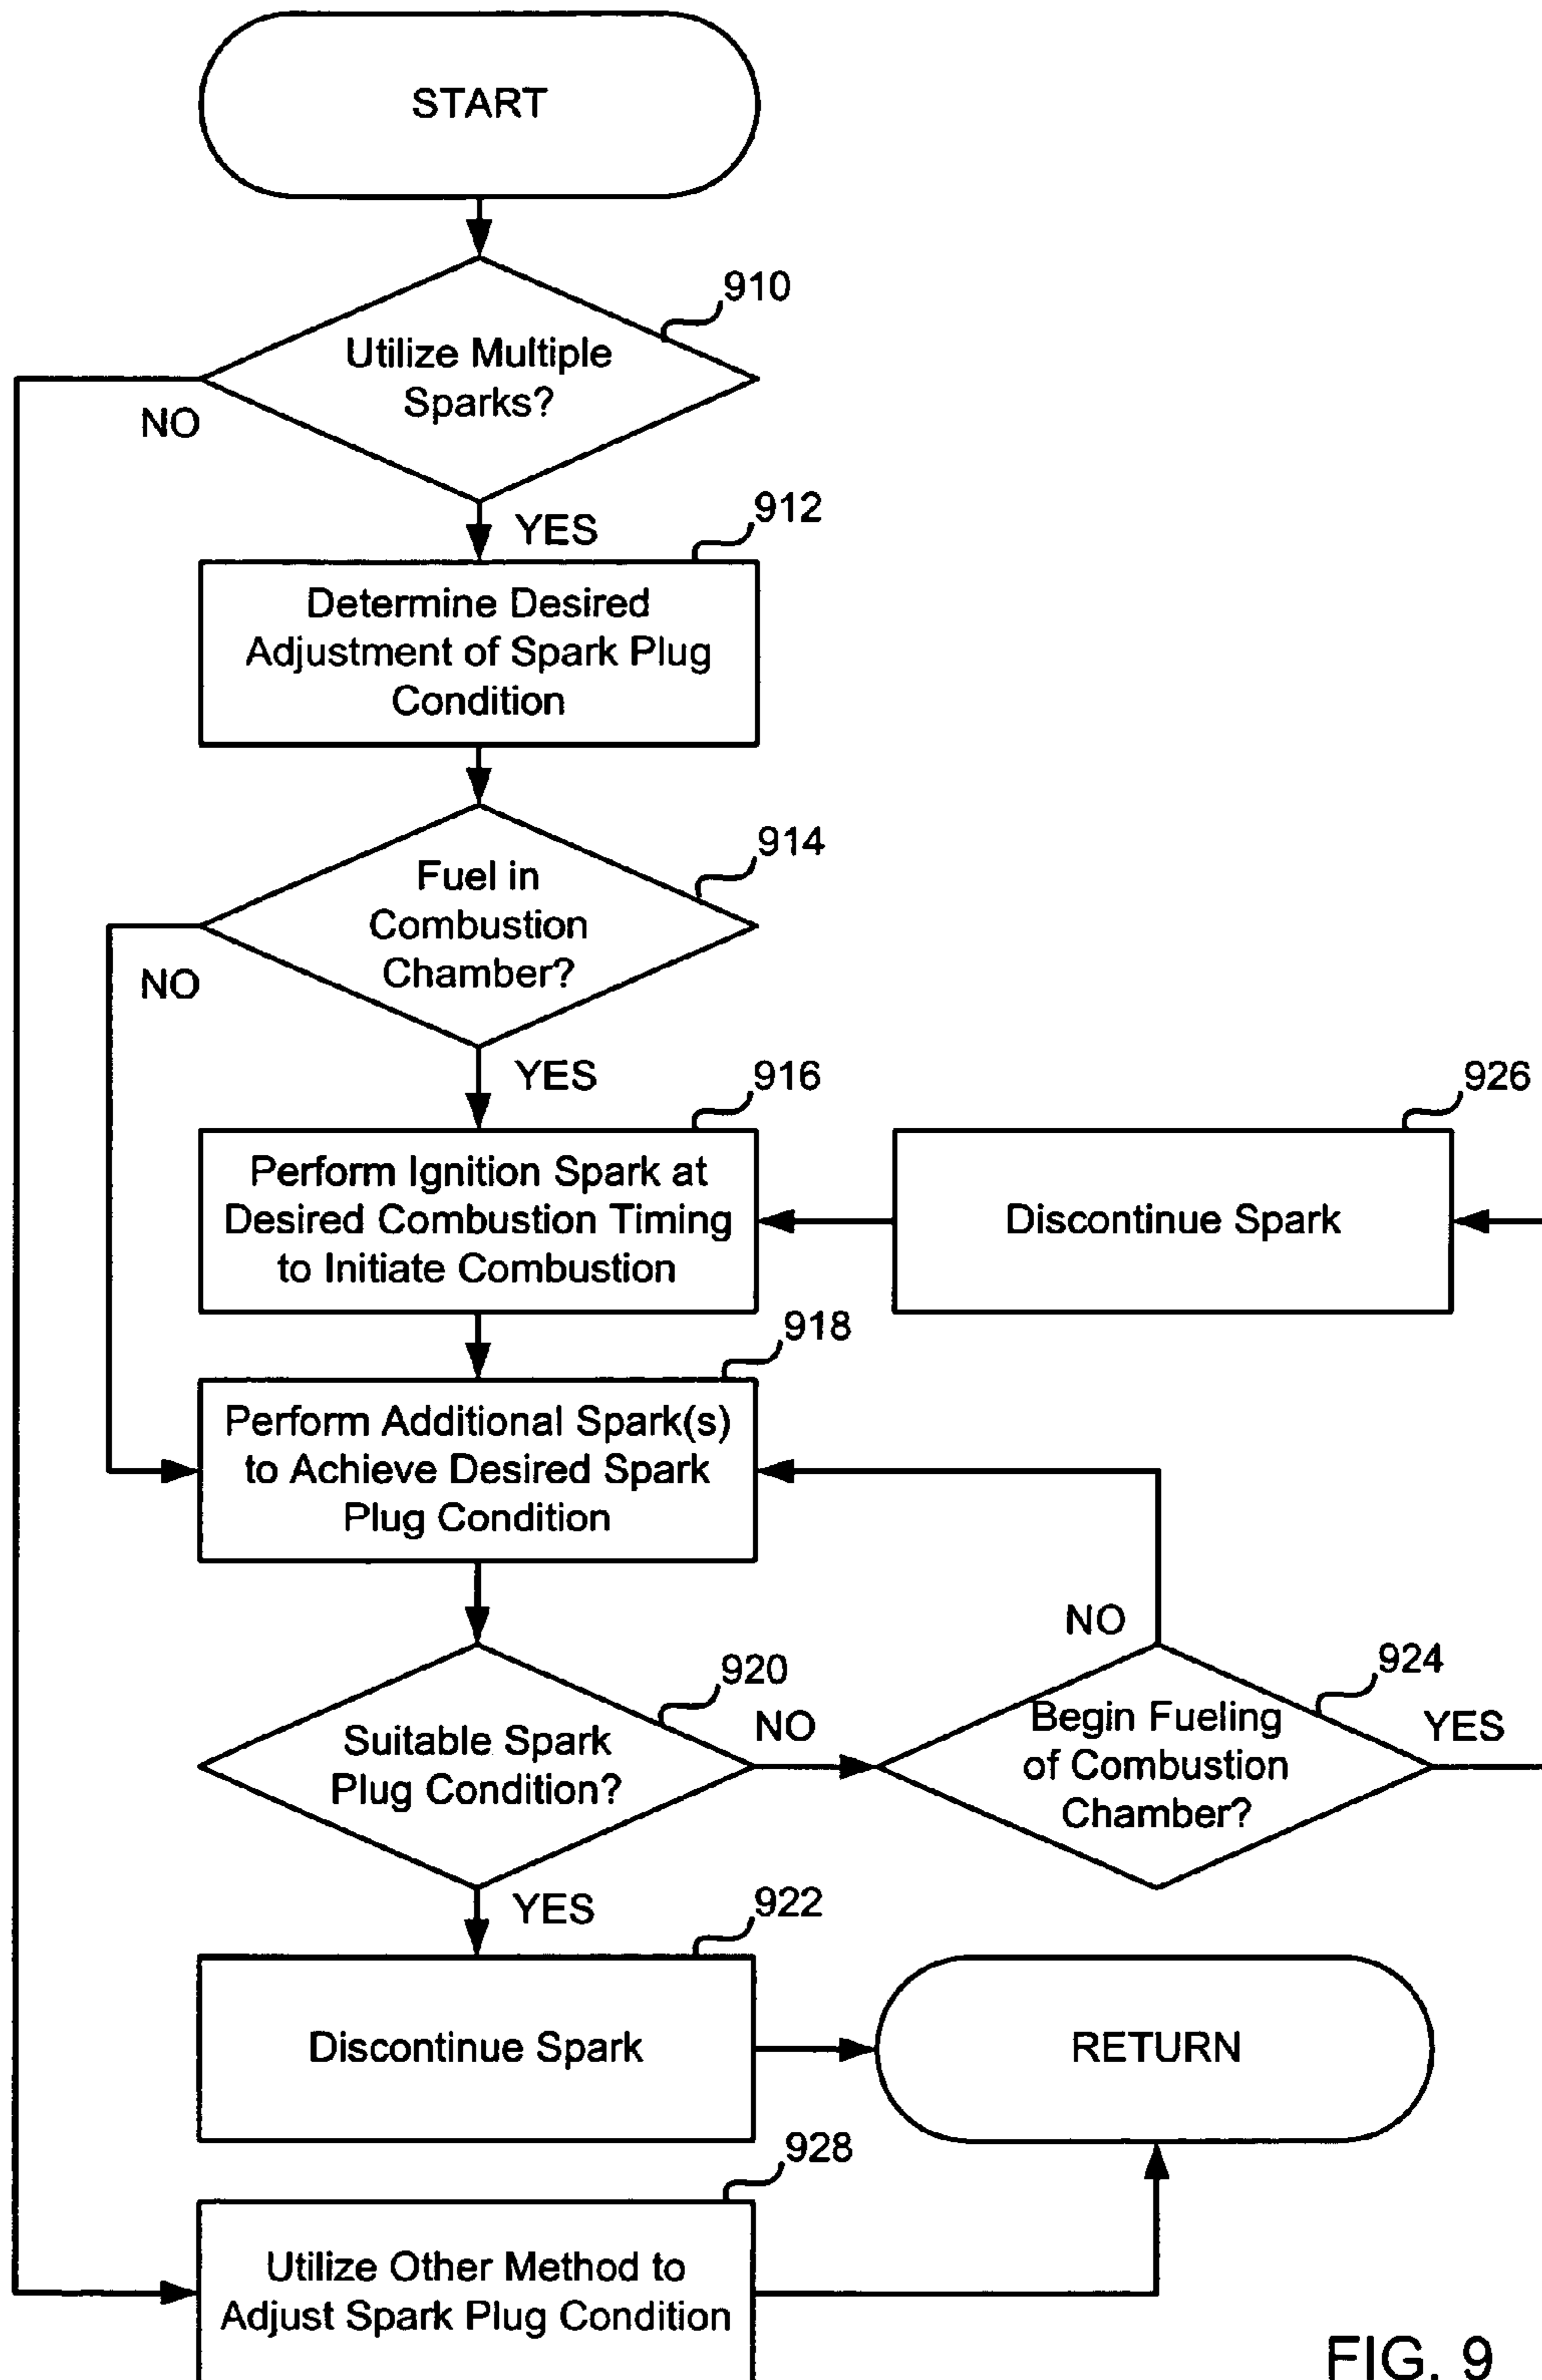 START
910
Utilize Multiple
Sparks?
NO
YES
912
Determine Desired
Adjustment of Spark Plug
Condition
914
Fuel in
Combustion
Chamber?
NO
YES
916
Perform Ignition Spark at
Desired Combustion Timing
to Initiate Combustion
926
Discontinue Spark
918
Perform Additional Spark(s)
to Achieve Desired Spark
Plug Condition
920
Suitable Spark
Plug Condition?
NO
NO
924
Begin Fueling
of Combustion
Chamber?
YES
YES
922
Discontinue Spark
RETURN
928
Utilize Other Method to
Adjust Spark Plug Condition
FIG. 9